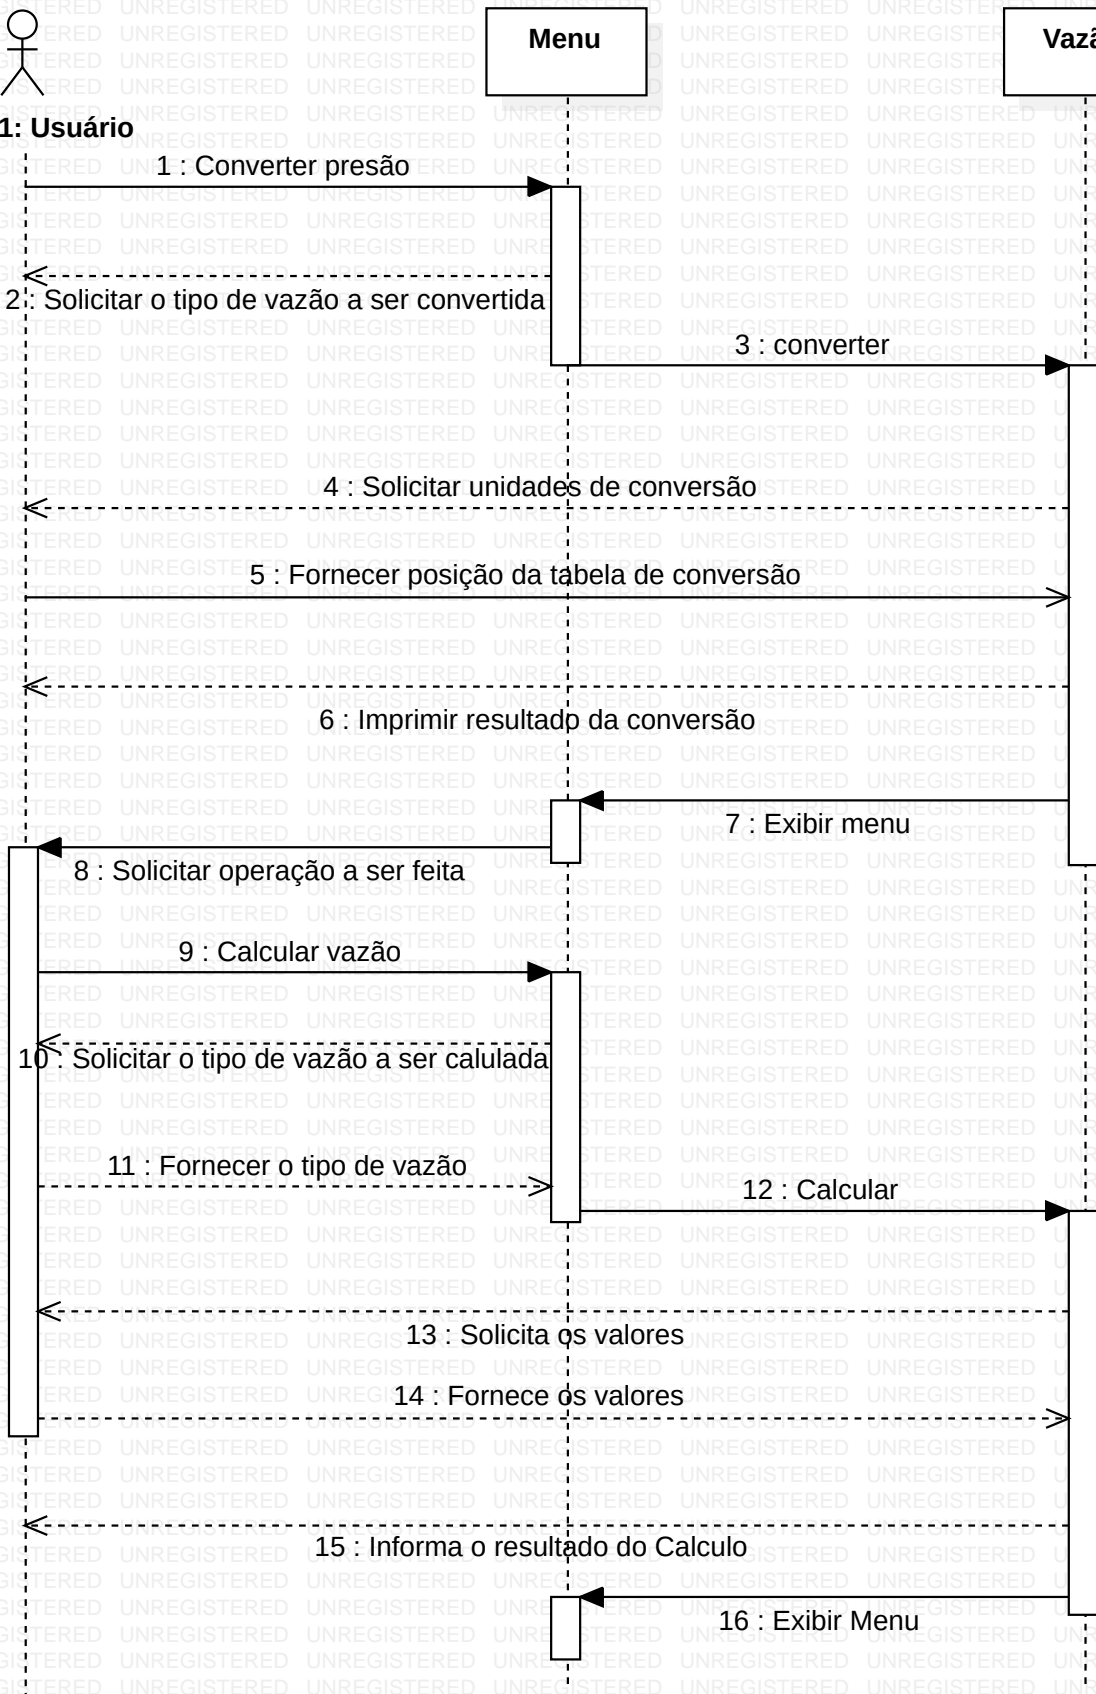 Menu
Vazã
1: Usuário
1 : Converter presão
2 : Solicitar o tipo de vazão a ser convertida
3 : converter
4 : Solicitar unidades de conversão
5 : Fornecer posição da tabela de conversão
6 : Imprimir resultado da conversão
7 : Exibir menu
8 : Solicitar operação a ser feita
9 : Calcular vazão
10 : Solicitar o tipo de vazão a ser calulada
11 : Fornecer o tipo de vazão
12 : Calcular
13 : Solicita os valores
14 : Fornece os valores
15 : Informa o resultado do Calculo
16 : Exibir Menu
UNREGISTERED